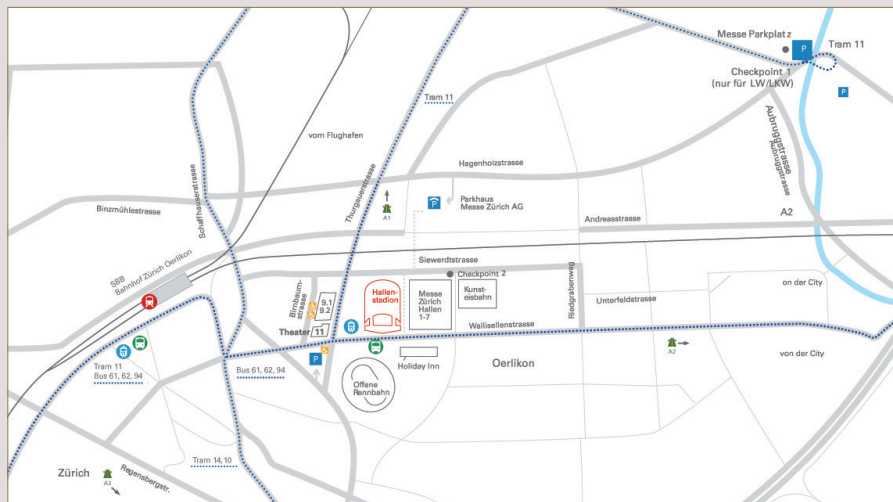 Messe Parkplatz
P
Tram 11
Checkpoint 1
(nur für LW/LKW)
P
Tram 11
vom Flughafen
Aubruggstrasse
Aubruggstrasse
Hagenholzstrasse
Schaffhauserstrasse
Thurgauerstrasse
P
Parkhaus
Messe Zürich AG
Binzmühlestrasse
A1
A2
Andreasstrasse
Siewerdtstrasse
SBB
Bahnhof Zürich Oerlikon
Checkpoint 2
Birnbaum-
strasse
9.1
9.2
Hallen-
stadion
Messe
Zürich
Hallen
1-7
Kunst-
eisbahn
Riedgrabenweg
on der City
Unterfeldstrasse
Theater
11
Wallisellenstrasse
A2
von der City
P
Holiday Inn
Oerlikon
Tram 11
Bus 61, 62, 94
Bus 61, 62, 94
Offene
Rennbahn
Tram 14, 10
Zürich
A2
Regensbergstr.